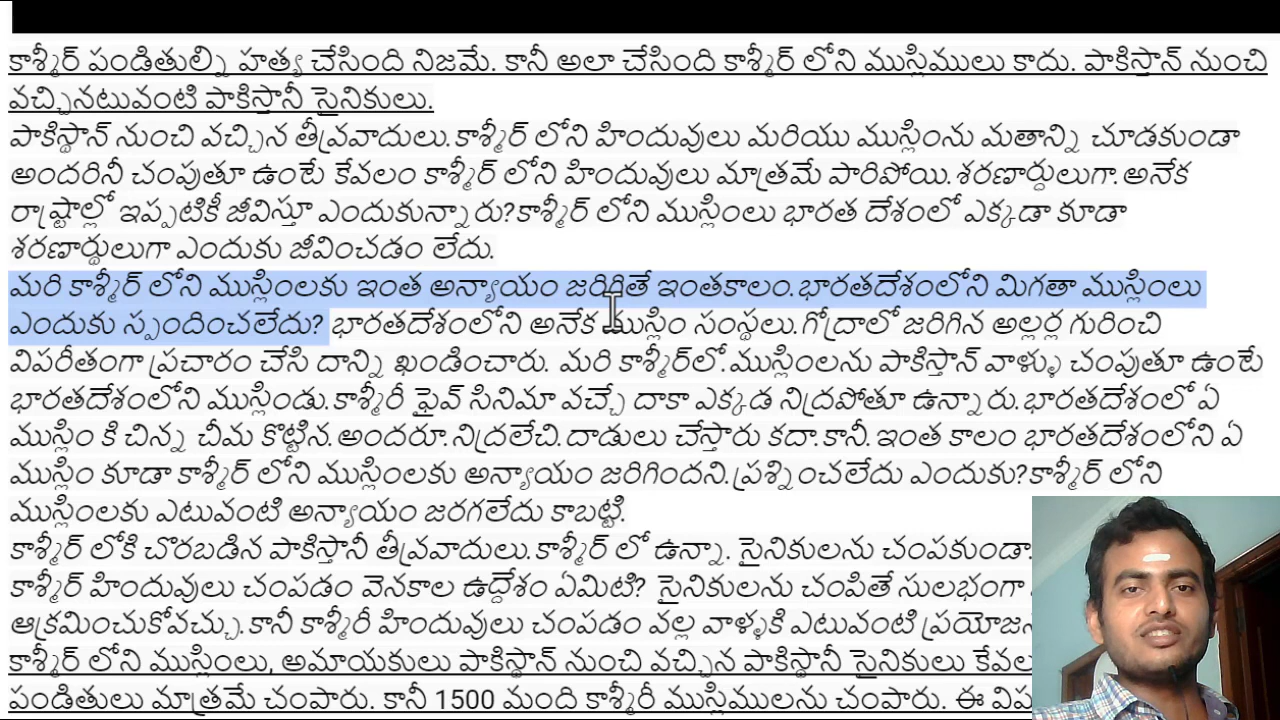 కాశ్మీర్ పండితుల్ని హత్య చేసింది నిజమే. కానీ అలా చేసింది కాశ్మీర్ లోని ముస్లిములు కాదు. పాకిస్తాన్ నుంచి
వచ్చినటువంటి పాకిస్తానీ సైనికులు.
పాకిస్థాన్ నుంచి వచ్చిన తీవ్రవాదులు.కాశ్మీర్ లోని హిందువులు మరియు ముస్లింను మతాన్ని చూడకుండా
అందరినీ చంపుతూ ఉంటే కేవలం కాశ్మీర్ లోని హిందువులు మాత్రమే పారిపోయి.శరణార్థులుగా.అనేక
రాష్ట్రాల్లో ఇప్పటికీ జీవిస్తూ ఎందుకున్నారు?కాశ్మీర్ లోని ముస్లింలు భారత దేశంలో ఎక్కడా కూడా
శరణార్థులుగా ఎందుకు జీవించడం లేదు.
మరి కాశ్మీర్ లోని ముస్లింలకు ఇంత అన్యాయం జరిగితే ఇంతకాలం.భారతదేశంలోని మిగతా ముస్లింలు
ఎందుకు స్పందించలేదు? భారతదేశంలోని అనేక ముస్లిం సంస్థలు.గోద్రాలో జరిగిన అల్లర్ల గురించి
విపరీతంగా ప్రచారం చేసి దాన్ని ఖండించారు. మరి కాశ్మీర్‌లో.ముస్లింలను పాకిస్తాన్ వాళ్ళు చంపుతూ ఉంటే
భారతదేశంలోని ముస్లిండు.కాశ్మీరీ ఫైవ్ సినిమా వచ్చే దాకా ఎక్కడ నిద్రపోతూ ఉన్నారు.భారతదేశంలో ఏ
ముస్లిం కి చిన్న చీమ కొట్టిన.అందరూ.నిద్రలేచి.దాడులు చేస్తారు కదా.కానీ. ఇంత కాలం భారతదేశంలోని ఏ
ముస్లిం కూడా కాశ్మీర్ లోని ముస్లింలకు అన్యాయం జరిగిందని.ప్రశ్నించలేదు ఎందుకు?కాశ్మీర్ లోని
ముస్లింలకు ఎటువంటి అన్యాయం జరగలేదు కాబట్టి.
కాశ్మీర్ లోకి చొరబడిన పాకిస్తానీ తీవ్రవాదులు.కాశ్మీర్ లో ఉన్నా. సైనికులను చంపకుండా.
కాశ్మీర్ హిందువులు చంపడం వెనకాల ఉద్దేశం ఏమిటి? సైనికులను చంపితే సులభంగా
ఆక్రమించుకోవచ్చు.కానీ కాశ్మీరీ హిందువులు చంపడం వల్ల వాళ్ళకి ఎటువంటి
కాశ్మీర్ లోని ముస్లింలు, అమాయకులు పాకిస్థాన్ నుంచి వచ్చిన పాకిస్థానీ సైనికులు
పండితులు మాత్రమే చంపారు. కానీ 1500 మంది కాశ్మీరీ ముస్లిములను చంపారు. ఈ